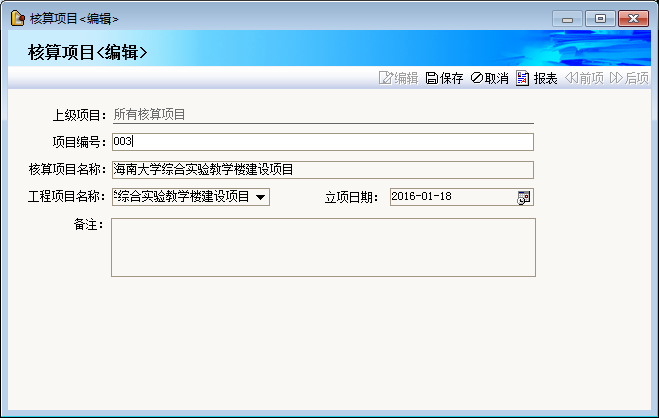 核算项目<编辑>
核算项目<编辑>
编辑 保存 取消 报表 前项 后项
上级项目: 所有核算项目
项目编号: 003
核算项目名称: 海南大学综合实验教学楼建设项目
工程项目名称: 综合实验教学楼建设项目 立项日期: 2016-01-18
备注: